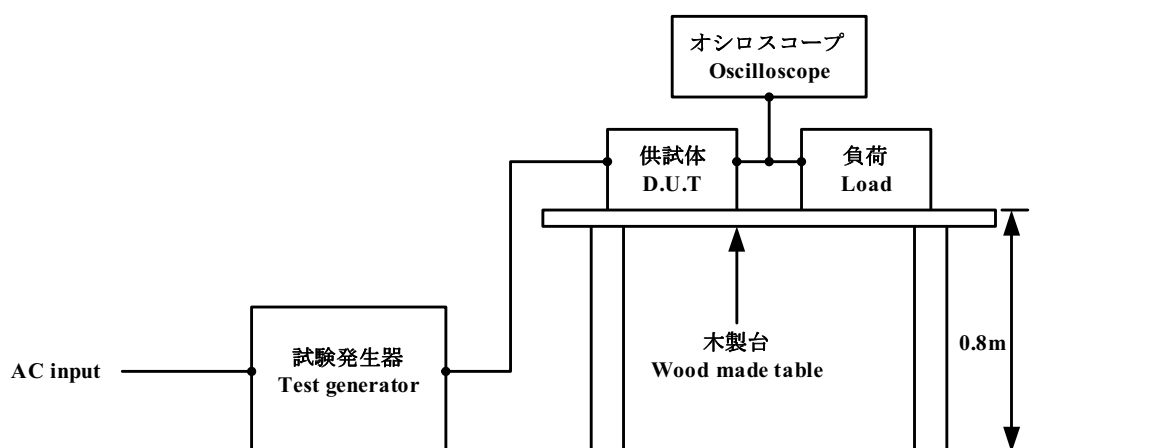 オシロスコープ
Oscilloscope
供試体
D.U.T
負荷
Load
試験発生器
Test generator
AC input
木製台
Wood made table
0.8m